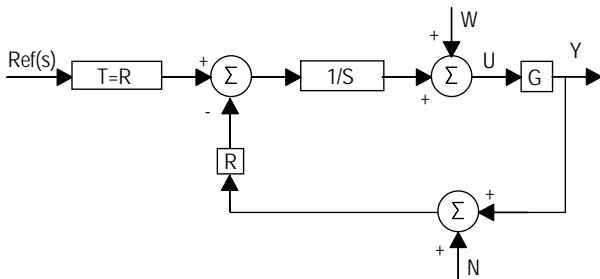 W
Ref(s)
T=R
+
Σ
1/S
+
+
Σ
U
G
Y
-
R
Σ
+
+
N